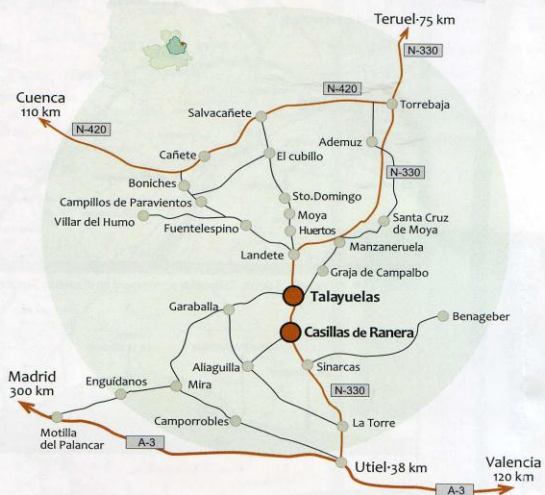 Teruel·75 km
N-330
Cuenca
110 km
N-420
N-420
Salvacañete
Torrebaja
Cañete
El cubillo
Ademuz
N-330
Boniches
Campillos de Paravientos
Sto.Domingo
Villar del Humo
Moya
Santa Cruz
de Moya
Fuentelespino
Huertos
Manzaneruela
Landete
Graja de Campalbo
Talayuelas
Garaballa
Casillas de Ranera
Benageber
Aliaguilla
Sinarcas
Madrid
300 km
Enguídanos
Mira
N-330
Camporrobles
La Torre
Motilla
del Palancar
A-3
Utiel·38 km
Valencia
120 km
A-3